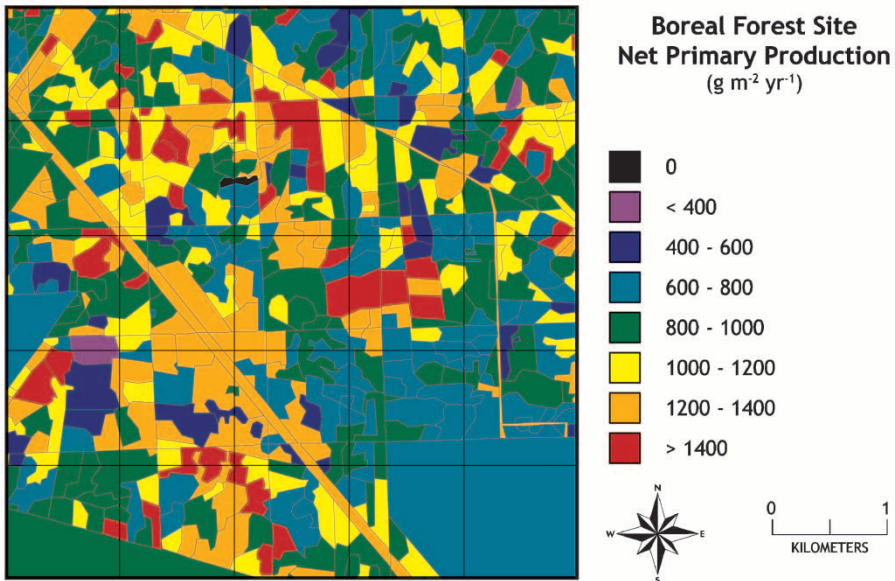 Boreal Forest Site
Net Primary Production
(g m⁻² yr⁻¹)
0
< 400
400 - 600
600 - 800
800 - 1000
1000 - 1200
1200 - 1400
> 1400
N
W E
S
0 1
KILOMETERS